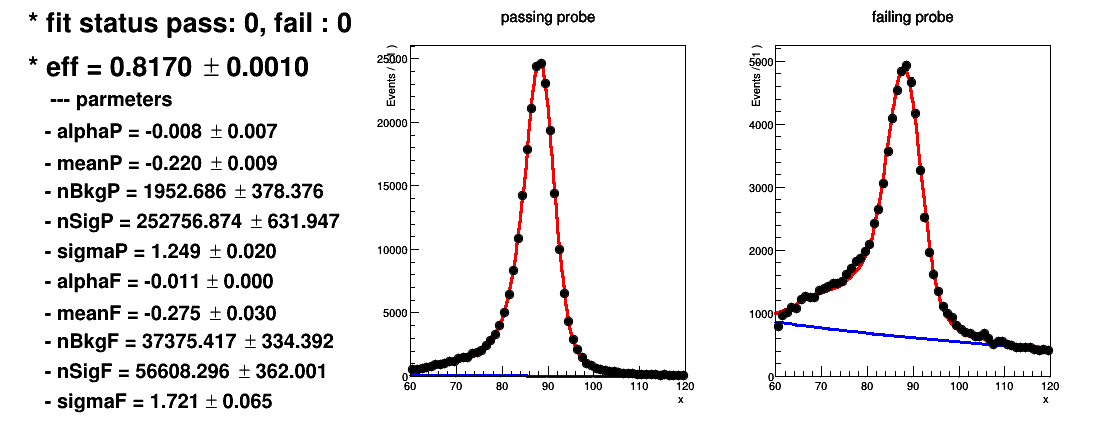 * fit status pass: 0, fail : 0
* eff = 0.8170 ± 0.0010
--- parmeters
- alphaP = -0.008 ± 0.007
- meanP = -0.220 ± 0.009
- nBkgP = 1952.686 ± 378.376
- nSigP = 252756.874 ± 631.947
- sigmaP = 1.249 ± 0.020
- alphaF = -0.011 ± 0.000
- meanF = -0.275 ± 0.030
- nBkgF = 37375.417 ± 334.392
- nSigF = 56608.296 ± 362.001
- sigmaF = 1.721 ± 0.065
passing probe
Events / ( 1 )
25000
20000
15000
10000
5000
0
60 70 80 90 100 110 120
x
failing probe
Events / ( 1 )
5000
4000
3000
2000
1000
0
60 70 80 90 100 110 120
x